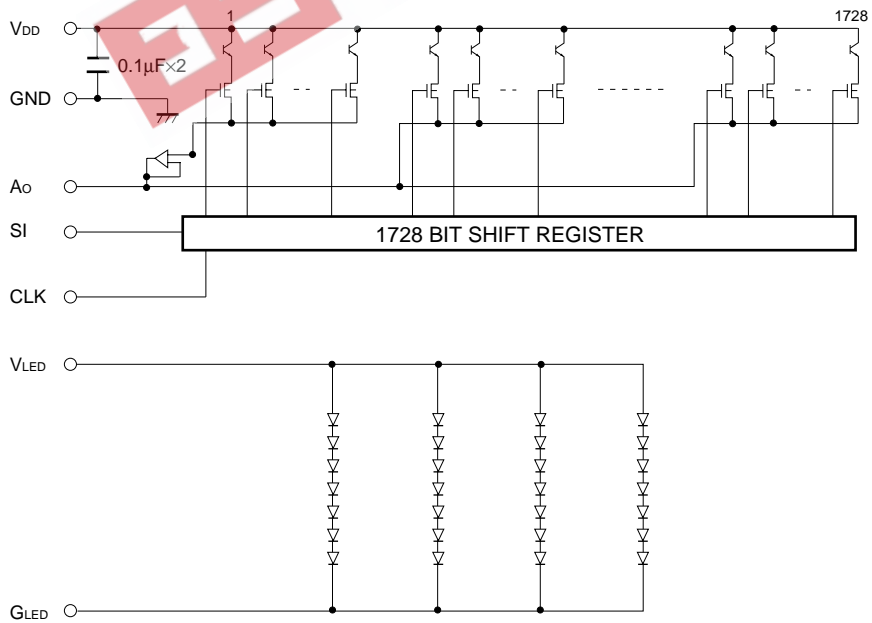 1 1728
VDD
0.1μF×2
GND
AO
SI
1728 BIT SHIFT REGISTER
CLK
VLED
GLED